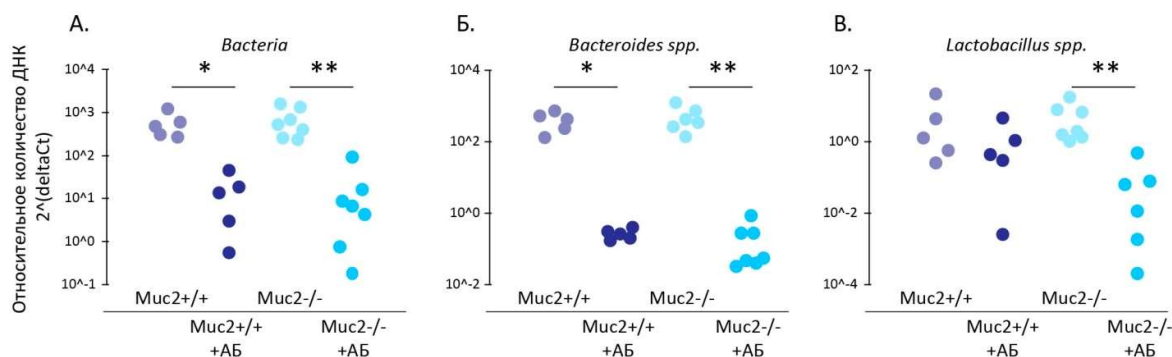 А.
Б.
В.
Bacteria
Bacteroides spp.
Lactobacillus spp.
Относительное количество ДНК
2^(deltaCt)
10^4
10^3
10^2
10^1
10^0
10^-1
*
**
Muc2+/+
Muc2-/-
Muc2+/+
+АБ
Muc2-/-
+АБ
10^4
10^2
10^0
10^-2
*
**
Muc2+/+
Muc2-/-
Muc2+/+
+АБ
Muc2-/-
+АБ
10^2
10^0
10^-2
10^-4
**
Muc2+/+
Muc2-/-
Muc2+/+
+АБ
Muc2-/-
+АБ